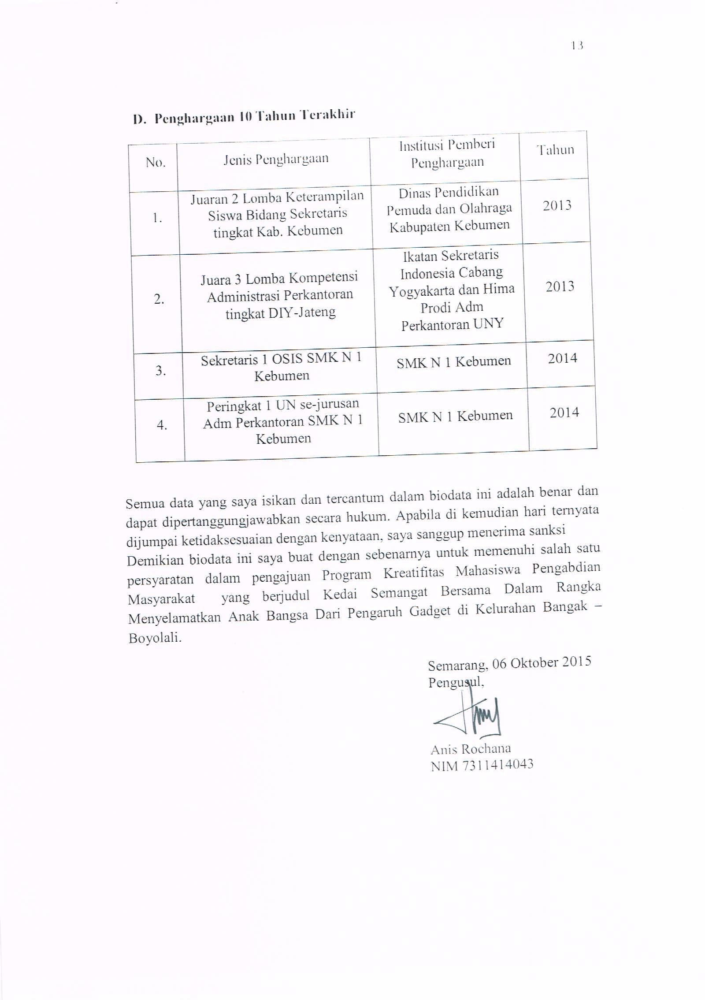 13
D. Penghargaan 10 Tahun Terakhir
No.
Jenis Penghargaan
Institusi Pemberi
Penghargaan
Tahun
1.
Juaran 2 Lomba Keterampilan
Siswa Bidang Sekretaris
tingkat Kab. Kebumen
Dinas Pendidikan
Pemuda dan Olahraga
Kabupaten Kebumen
2013
2.
Juara 3 Lomba Kompetensi
Administrasi Perkantoran
tingkat DIY-Jateng
Ikatan Sekretaris
Indonesia Cabang
Yogyakarta dan Hima
Prodi Adm
Perkantoran UNY
2013
3.
Sekretaris 1 OSIS SMK N 1
Kebumen
SMK N 1 Kebumen
2014
4.
Peringkat 1 UN se-jurusan
Adm Perkantoran SMK N 1
Kebumen
SMK N 1 Kebumen
2014
Semua data yang saya isikan dan tercantum dalam biodata ini adalah benar dan
dapat dipertanggungjawabkan secara hukum. Apabila di kemudian hari ternyata
dijumpai ketidaksesuaian dengan kenyataan, saya sanggup menerima sanksi
Demikian biodata ini saya buat dengan sebenarnya untuk memenuhi salah satu
persyaratan dalam pengajuan Program Kreatifitas Mahasiswa Pengabdian
Masyarakat yang berjudul Kedai Semangat Bersama Dalam Rangka
Menyelamatkan Anak Bangsa Dari Pengaruh Gadget di Kelurahan Bangak –
Boyolali.
Semarang, 06 Oktober 2015
Pengusul,
Anis Rochana
NIM 7311414043